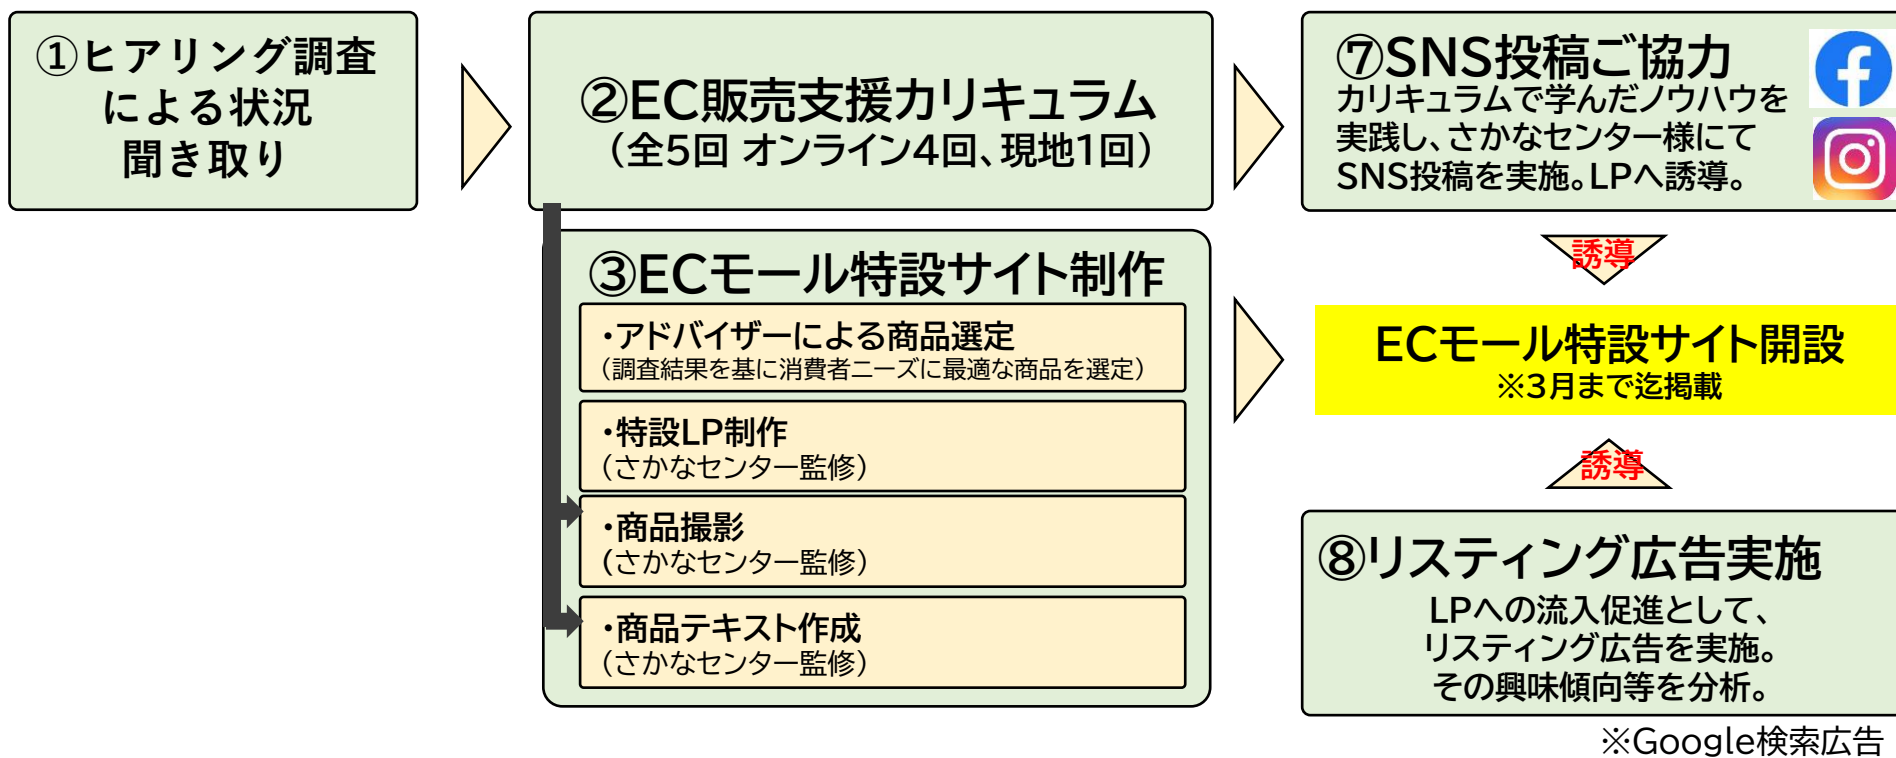 ①ヒアリング調査
による状況
聞き取り
②EC販売支援カリキュラム
（全5回 オンライン4回、現地1回）
③ECモール特設サイト制作
・アドバイザーによる商品選定
（調査結果を基に消費者ニーズに最適な商品を選定）
・特設LP制作
（さかなセンター監修）
・商品撮影
（さかなセンター監修）
・商品テキスト作成
（さかなセンター監修）
⑦SNS投稿ご協力
カリキュラムで学んだノウハウを
実践し、さかなセンター様にて
SNS投稿を実施。LPへ誘導。
誘導
ECモール特設サイト開設
※3月まで迄掲載
誘導
⑧リスティング広告実施
LPへの流入促進として、
リスティング広告を実施。
その興味傾向等を分析。
※Google検索広告